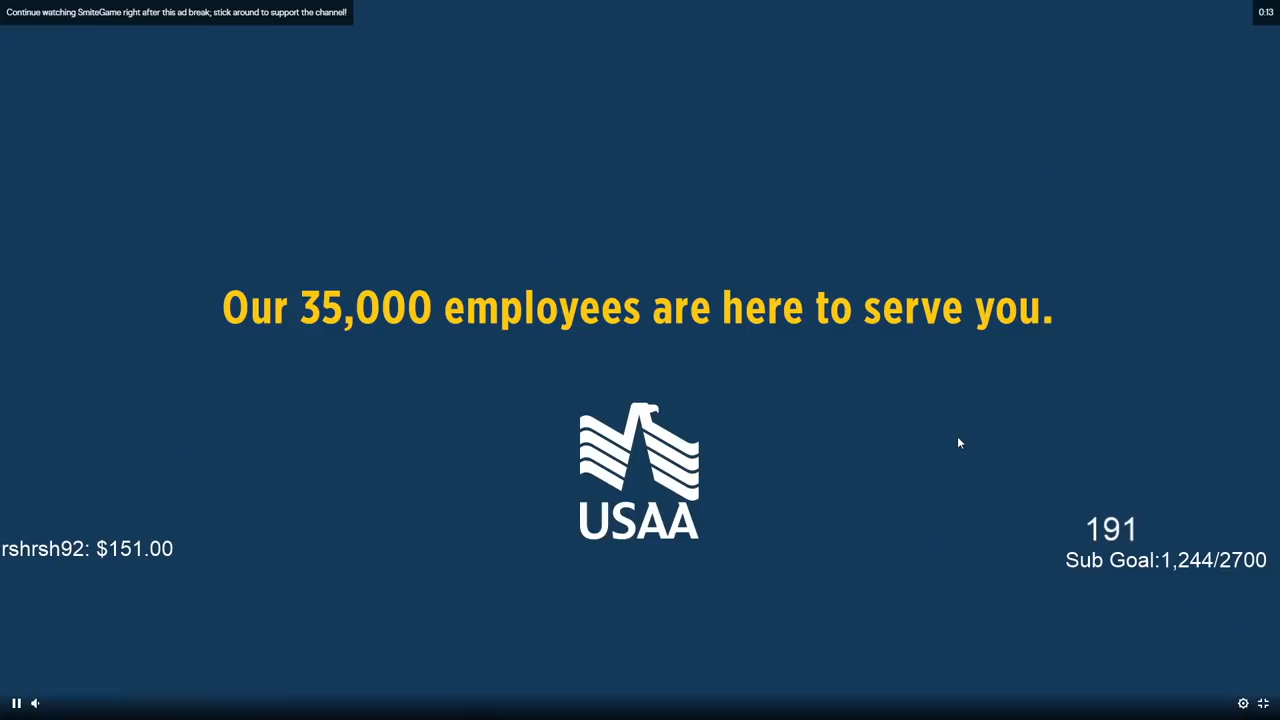 Continue watching SmiteGame right after this ad break; stick around to support the channel!
0:13
Our 35,000 employees are here to serve you.
USAA
191
rshrsh92: $151.00
Sub Goal:1,244/2700